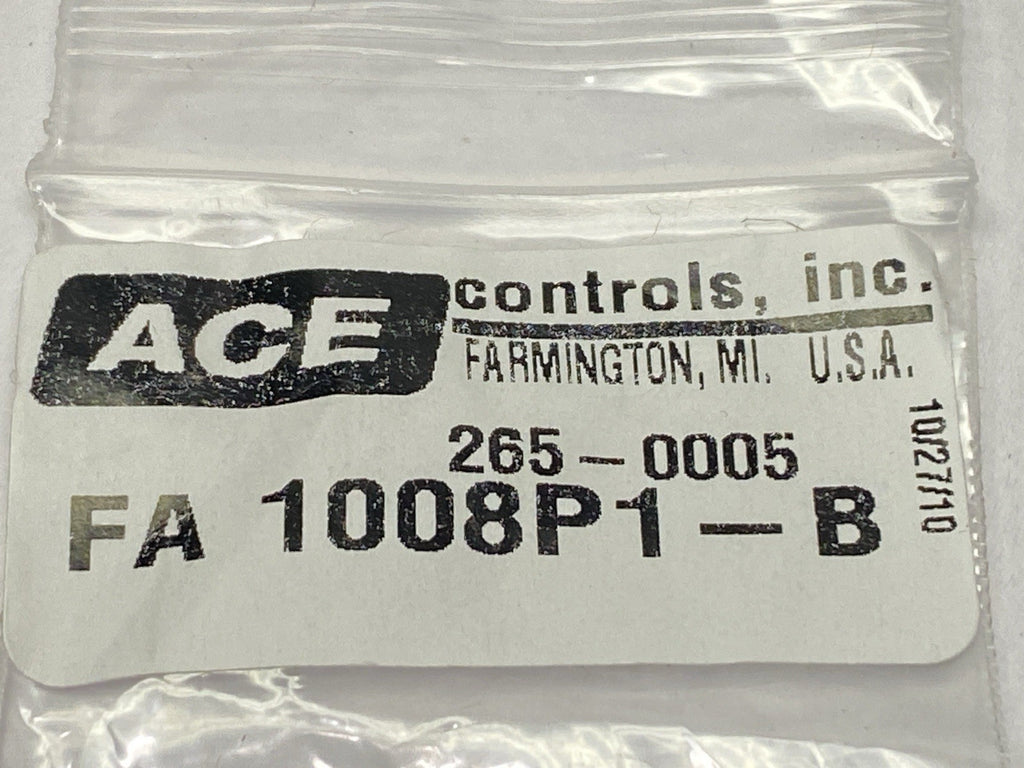 ACE controls, inc.
FARMINGTON, MI. U.S.A.
265-0005
FA 1008P1-B
10/27/10